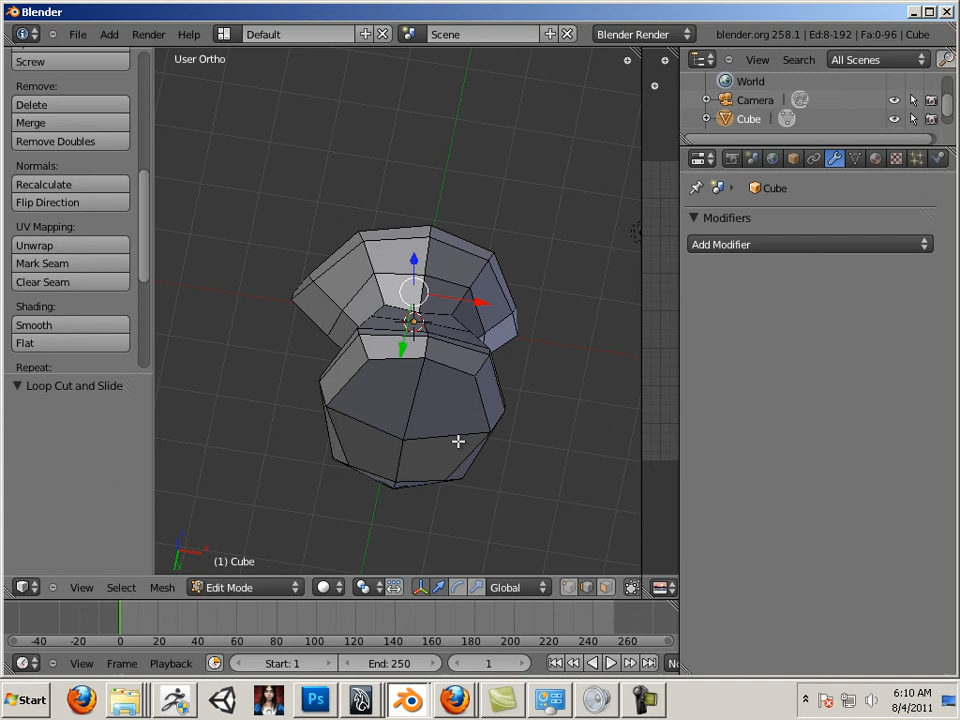 Blender
File Add Render Help Default Scene Blender Render blender.org 258.1 | Ed:8-192 | Fa:0-96 | Cube
Screw
Remove:
Delete
Merge
Remove Doubles
Normals:
Recalculate
Flip Direction
UV Mapping:
Unwrap
Mark Seam
Clear Seam
Shading:
Smooth
Flat
Repeat:
Loop Cut and Slide
User Ortho
(1) Cube
View Search All Scenes
World
Camera
Cube
Cube
Modifiers
Add Modifier
View Select Mesh Edit Mode Global
-40 -20 0 20 40 60 80 100 120 140 160 180 200 220 240 260
View Frame Playback Start: 1 End: 250 1 No
Start Ps 6:10 AM
8/4/2011